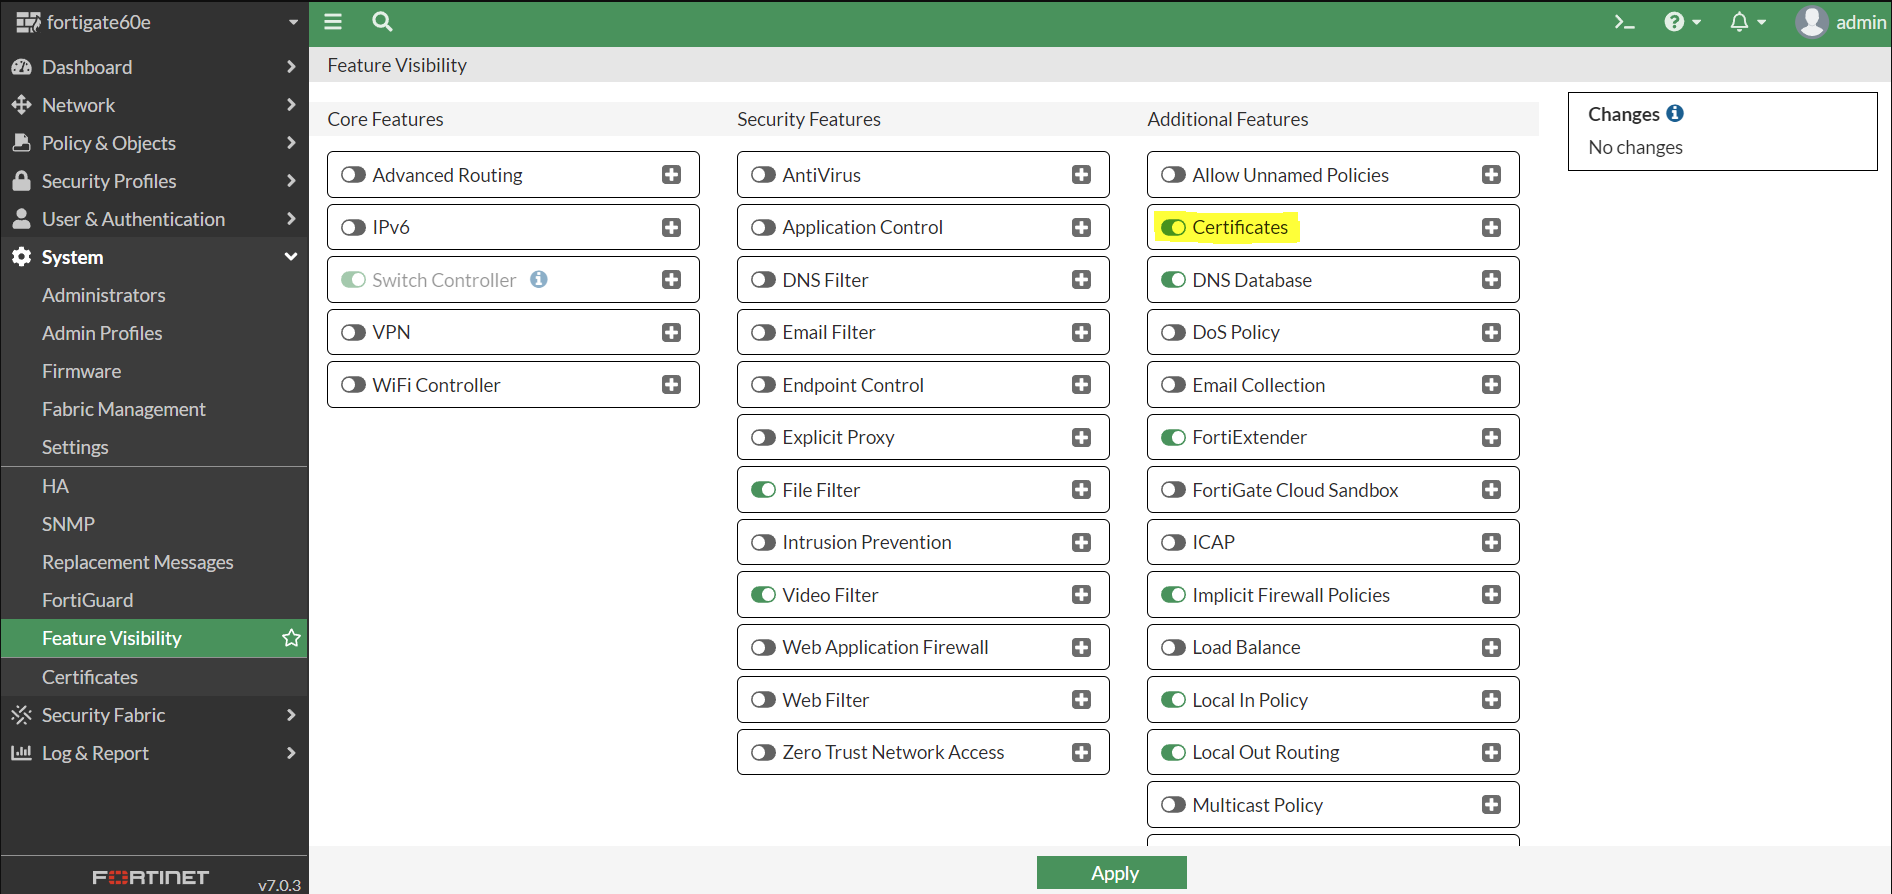 fortigate60e
admin
Dashboard
Network
Policy & Objects
Security Profiles
User & Authentication
System
Administrators
Admin Profiles
Firmware
Fabric Management
Settings
HA
SNMP
Replacement Messages
FortiGuard
Feature Visibility
Certificates
Security Fabric
Log & Report
FORTINET
v7.0.3
Feature Visibility
Core Features
Advanced Routing
IPv6
Switch Controller
VPN
WiFi Controller
Security Features
AntiVirus
Application Control
DNS Filter
Email Filter
Endpoint Control
Explicit Proxy
File Filter
Intrusion Prevention
Video Filter
Web Application Firewall
Web Filter
Zero Trust Network Access
Additional Features
Allow Unnamed Policies
Certificates
DNS Database
DoS Policy
Email Collection
FortiExtender
FortiGate Cloud Sandbox
ICAP
Implicit Firewall Policies
Load Balance
Local In Policy
Local Out Routing
Multicast Policy
Changes
No changes
Apply